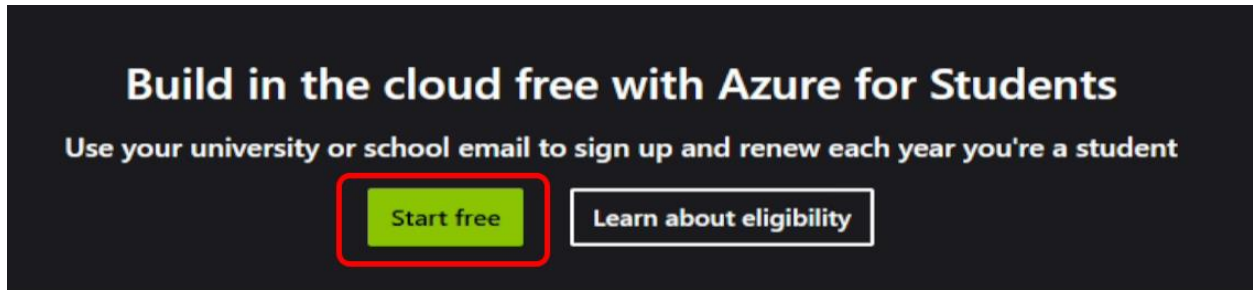 Build in the cloud free with Azure for Students
Use your university or school email to sign up and renew each year you're a student
Start free
Learn about eligibility